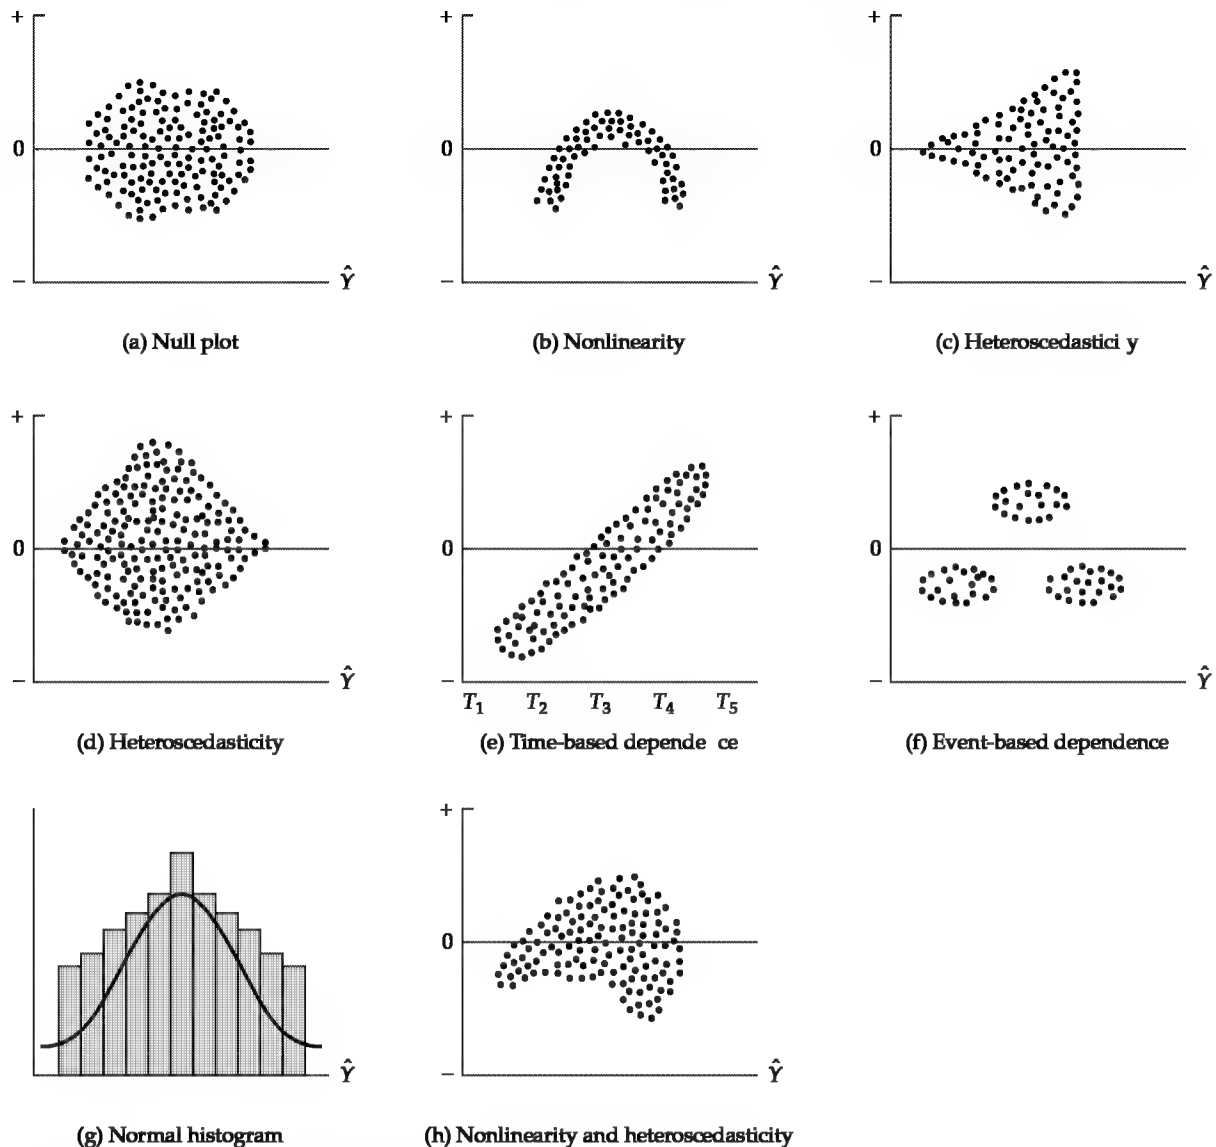 +
0
−
Ŷ
(a) Null plot
+
0
−
Ŷ
(b) Nonlinearity
+
0
−
Ŷ
(c) Heteroscedastici y
+
0
−
Ŷ
(d) Heteroscedasticity
+
0
−
T₁ T₂ T₃ T₄ T₅
(e) Time-based depende ce
+
0
−
Ŷ
(f) Event-based dependence
Ŷ
(g) Normal histogram
+
0
−
Ŷ
(h) Nonlinearity and heteroscedasticity